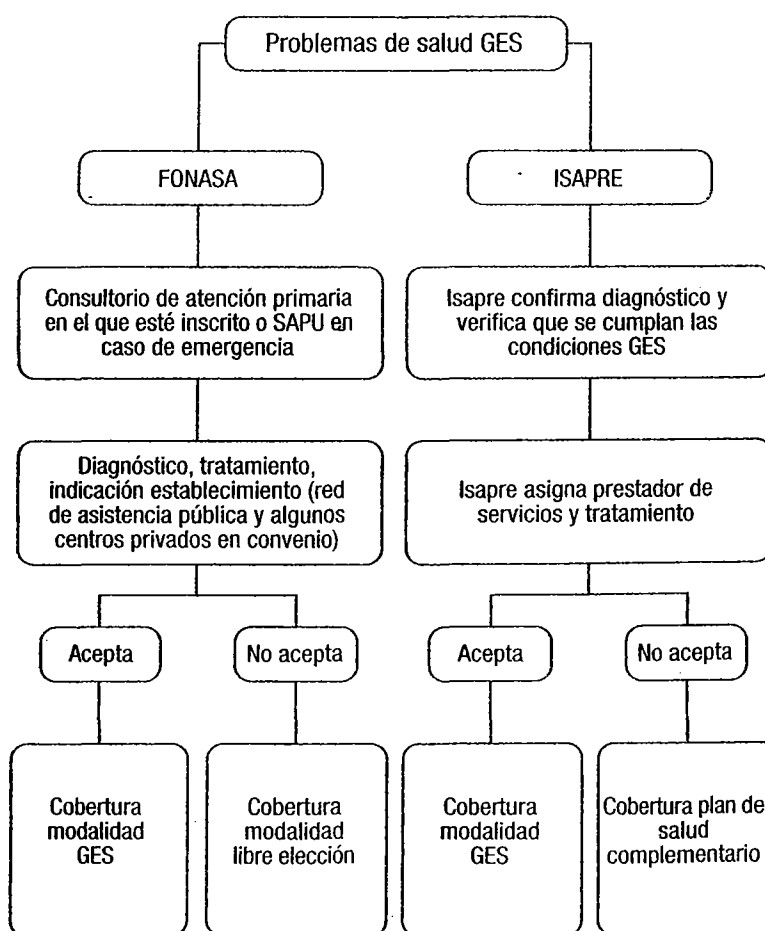 Problemas de salud GES
FONASA
ISAPRE
Consultorio de atención primaria
en el que esté inscrito o SAPU en
caso de emergencia
Isapre confirma diagnóstico y
verifica que se cumplan las
condiciones GES
Diagnóstico, tratamiento,
indicación establecimiento (red
de asistencia pública y algunos
centros privados en convenio)
Isapre asigna prestador de
servicios y tratamiento
Acepta
No acepta
Acepta
No acepta
Cobertura
modalidad
GES
Cobertura
modalidad
libre elección
Cobertura
modalidad
GES
Cobertura plan de
salud
complementario